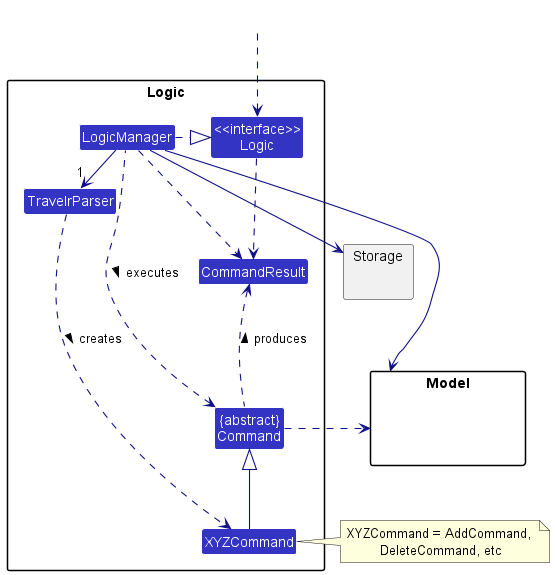 Logic
LogicManager
<<interface>>
Logic
1
TravelrParser
CommandResult
Storage
executes
creates
produces
Model
{abstract}
Command
XYZCommand
XYZCommand = AddCommand,
DeleteCommand, etc